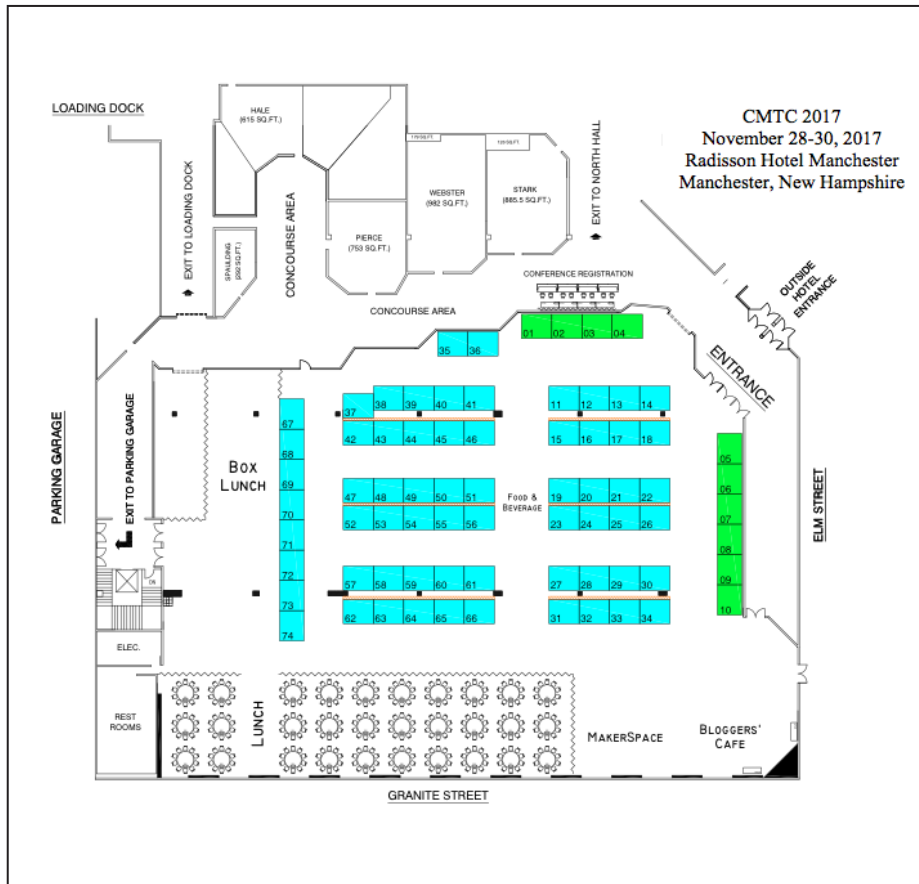 CMTC 2017
November 28-30, 2017
Radisson Hotel Manchester
Manchester, New Hampshire
LOADING DOCK
HALE
(615 SQ.FT.)
EXIT TO LOADING DOCK
SPAULDING
CONCOURSE AREA
PIERCE
(753 SQ.FT.)
WEBSTER
(982 SQ.FT.)
STARK
(885.5 SQ.FT.)
EXIT TO NORTH HALL
CONFERENCE REGISTRATION
CONCOURSE AREA
OUTSIDE
HOTEL
ENTRANCE
ENTRANCE
01 02 03 04
35 36
37 38 39 40 41
11 12 13 14
42 43 44 45 46
15 16 17 18
47 48 49 50 51
19 20 21 22
52 53 54 55 56
23 24 25 26
57 58 59 60 61
27 28 29 30
62 63 64 65 66
31 32 33 34
67
68
69
70
71
72
73
74
05
06
07
08
09
10
BOX
LUNCH
FOOD &
BEVERAGE
PARKING GARAGE
EXIT TO PARKING GARAGE
ELM STREET
ELEC.
REST
ROOMS
LUNCH
MAKERSPACE
BLOGGERS'
CAFE
GRANITE STREET